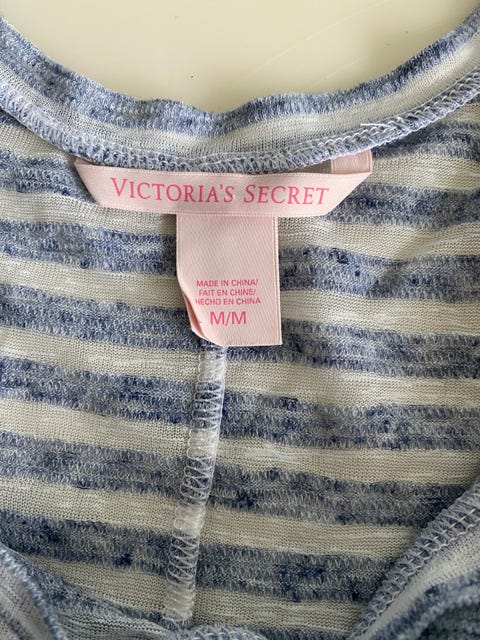 VICTORIA'S SECRET
MADE IN CHINA/
FAIT EN CHINE/
HECHO EN CHINA
M/M